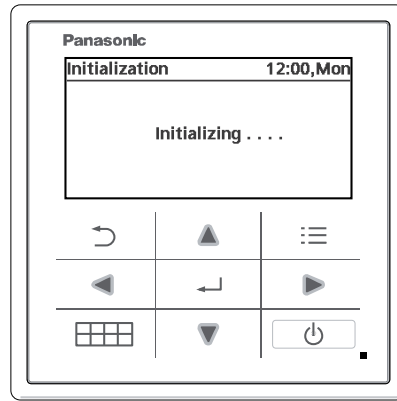 Panasonic
Initialization 12:00,Mon
Initializing . . . .